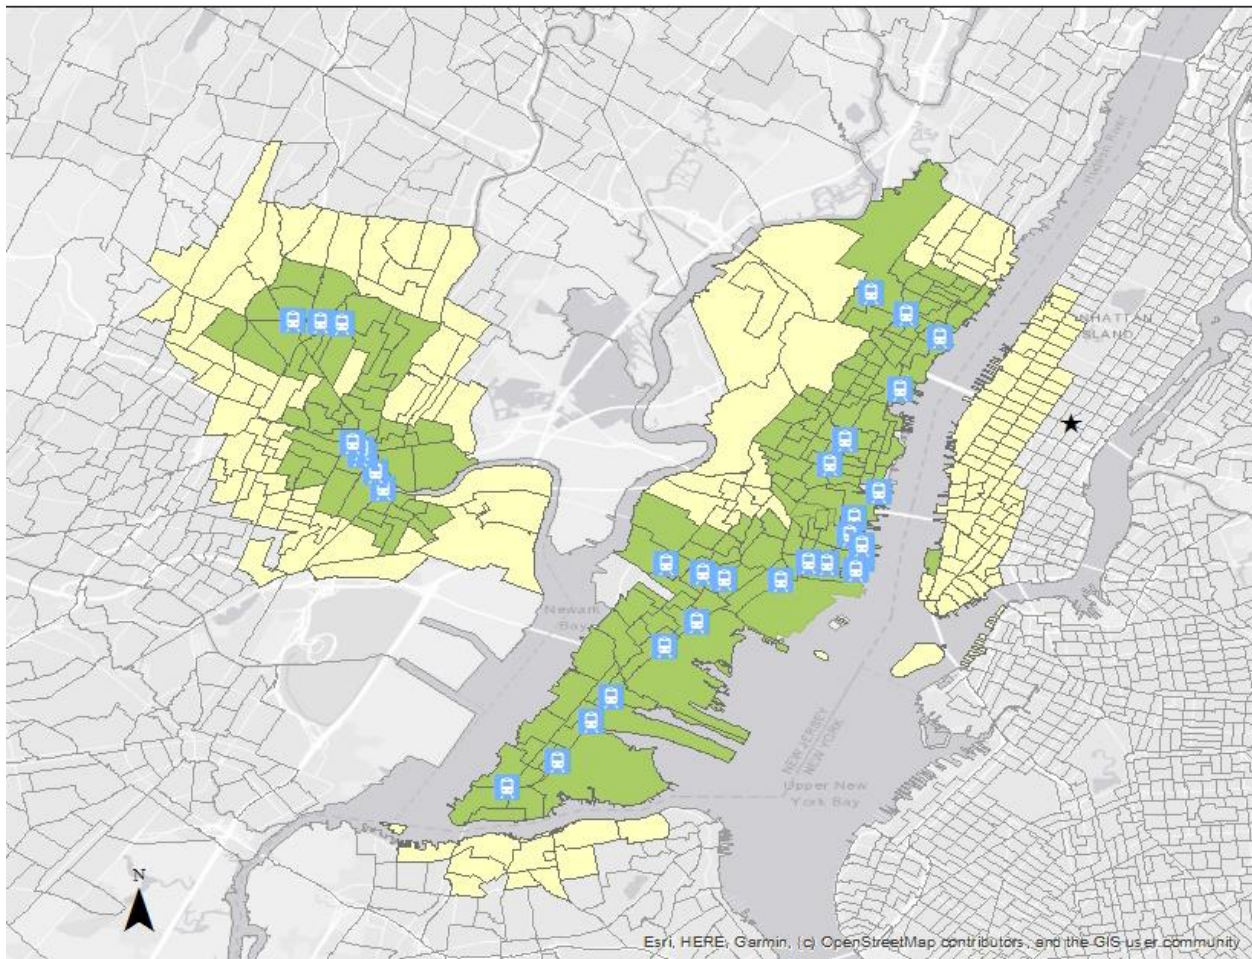 Hudson River
MANHATTAN
ISLAND
Newark
Bay
NEW JERSEY
NEW YORK
Upper New
York Bay
N
Esri, HERE, Garmin, (c) OpenStreetMap contributors, and the GIS user community